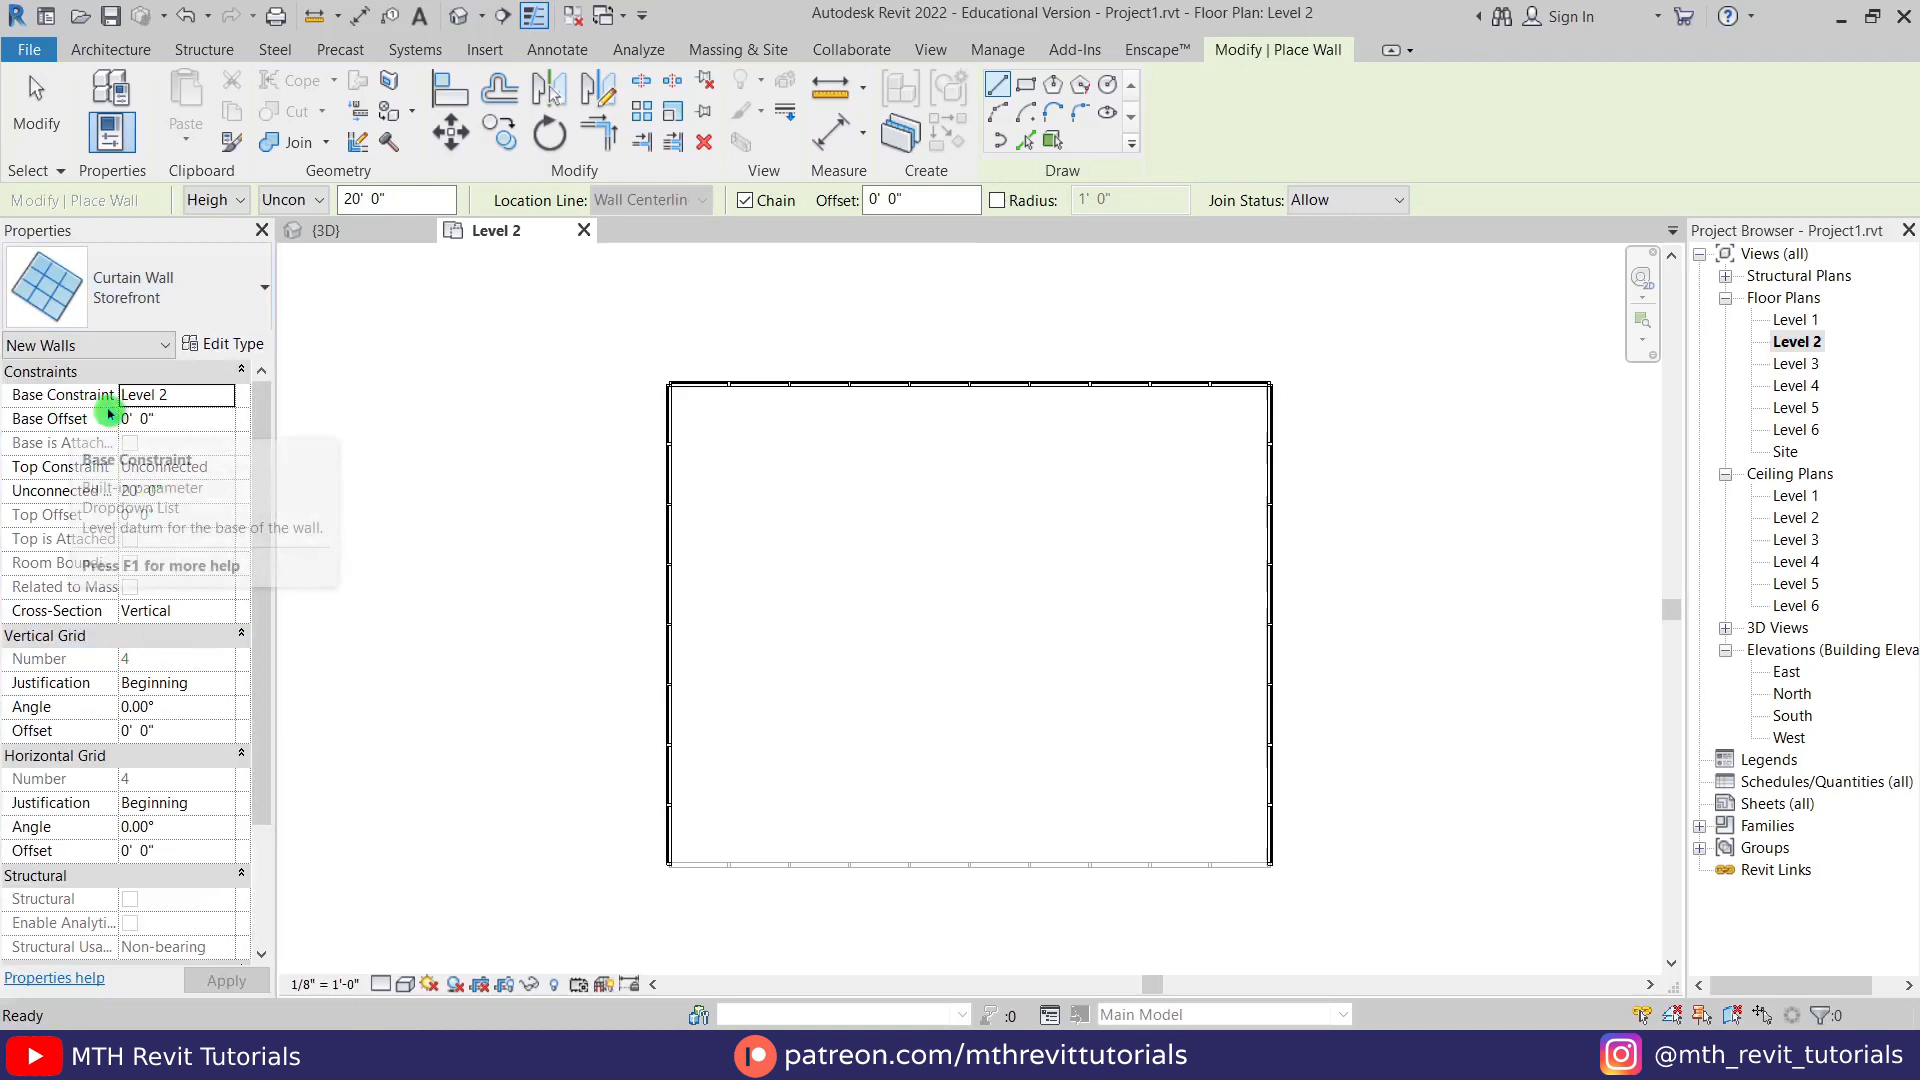 Autodesk Revit 2022 - Educational Version - Project1.rvt - Floor Plan: Level 2
Sign In
File
Architecture
Structure
Steel
Precast
Systems
Insert
Annotate
Analyze
Massing & Site
Collaborate
View
Manage
Add-Ins
Enscape™
Modify | Place Wall
Modify
Paste
Cope
Cut
Join
Select
Properties
Clipboard
Geometry
Modify
View
Measure
Create
Draw
Modify | Place Wall
Heigh
Uncon
20' 0"
Location Line:
Wall Centerlin
Chain
Offset:
0' 0"
Radius:
1' 0"
Join Status:
Allow
Properties
{3D}
Level 2
Project Browser - Project1.rvt
Curtain Wall
Storefront
New Walls
Edit Type
Constraints
Base Constraint
Level 2
Base Offset
0' 0"
Base is Attach...
Top Constraint
Unconnected
Unconnected ...
20' 0"
Top Offset
0' 0"
Top is Attached
Room Boundi...
Related to Mass
Cross-Section
Vertical
Base Constraint
Built-in parameter
Dropdown List
Level datum for the base of the wall.
Press F1 for more help
Vertical Grid
Number
4
Justification
Beginning
Angle
0.00°
Offset
0' 0"
Horizontal Grid
Number
4
Justification
Beginning
Angle
0.00°
Offset
0' 0"
Structural
Structural
Enable Analyti...
Structural Usa...
Non-bearing
Properties help
Apply
1/8" = 1'-0"
2D
Views (all)
Structural Plans
Floor Plans
Level 1
Level 2
Level 3
Level 4
Level 5
Level 6
Site
Ceiling Plans
Level 1
Level 2
Level 3
Level 4
Level 5
Level 6
3D Views
Elevations (Building Eleva
East
North
South
West
Legends
Schedules/Quantities (all)
Sheets (all)
Families
Groups
Revit Links
Ready
:0
Main Model
:0
MTH Revit Tutorials
patreon.com/mthrevittutorials
@mth_revit_tutorials